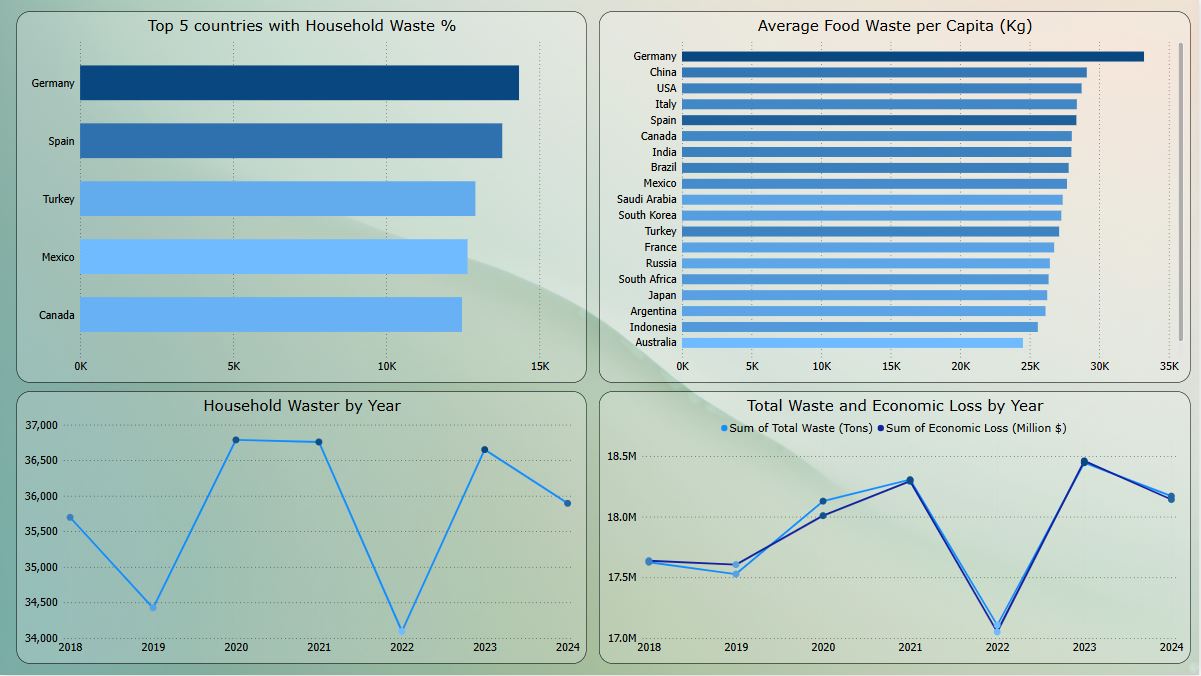 Top 5 countries with Household Waste %
Germany
Spain
Turkey
Mexico
Canada
0K 5K 10K 15K
Average Food Waste per Capita (Kg)
Germany
China
USA
Italy
Spain
Canada
India
Brazil
Mexico
Saudi Arabia
South Korea
Turkey
France
Russia
South Africa
Japan
Argentina
Indonesia
Australia
0K 5K 10K 15K 20K 25K 30K 35K
Household Waster by Year
37,000
36,500
36,000
35,500
35,000
34,500
34,000
2018 2019 2020 2021 2022 2023 2024
Total Waste and Economic Loss by Year
Sum of Total Waste (Tons) Sum of Economic Loss (Million $)
18.5M
18.0M
17.5M
17.0M
2018 2019 2020 2021 2022 2023 2024